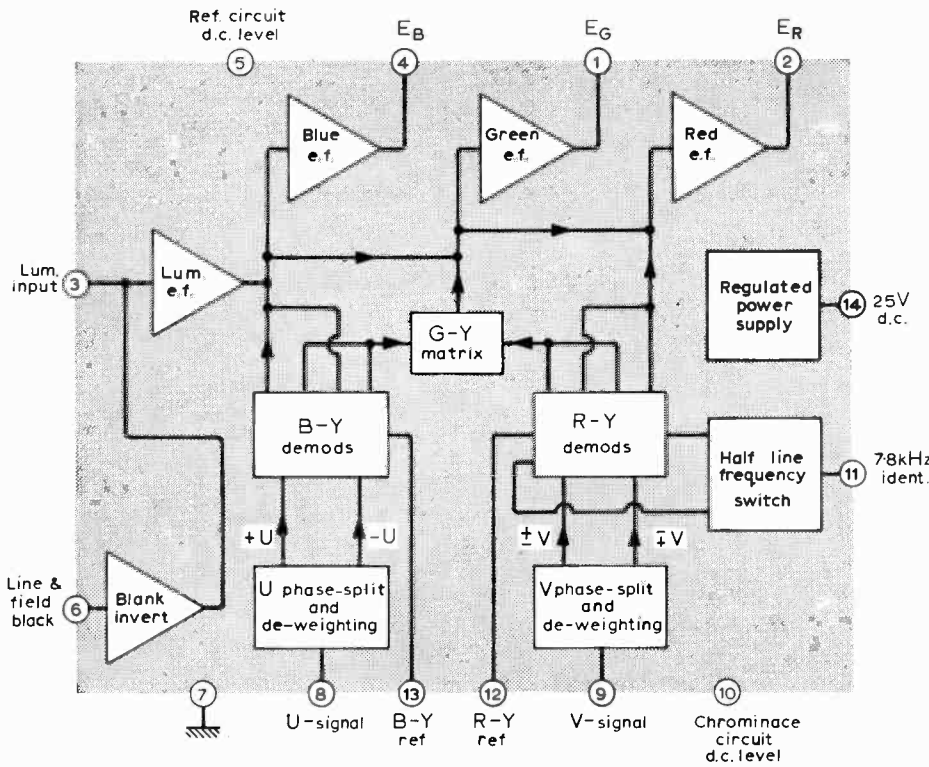 Ref. circuit
d.c. level
5
E_B
4
E_G
1
E_R
2
Blue
e.f.
Green
e.f.
Red
e.f.
Lum.
input
3
Lum.
e.f.
G-Y
matrix
Regulated
power
supply
14
25V
d.c.
B-Y
demods
R-Y
demods
Half line
frequency
switch
11
7·8kHz
ident.
+U
-U
±V
∓V
Line &
field
black
6
Blank
invert
U phase-split
and
de-weighting
V phase-split
and
de-weighting
7
8
U-signal
13
B-Y
ref
12
R-Y
ref
9
V-signal
10
Chrominace
circuit
d.c. level